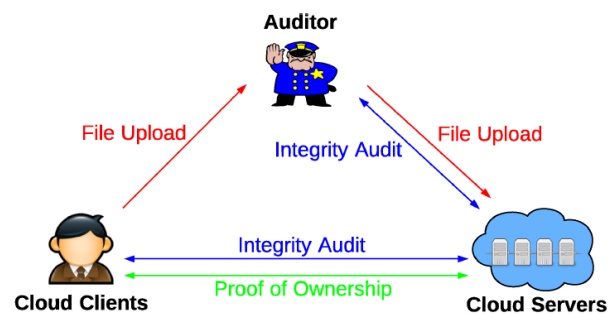 Auditor
File Upload
File Upload
Integrity Audit
Integrity Audit
Proof of Ownership
Cloud Clients
Cloud Servers